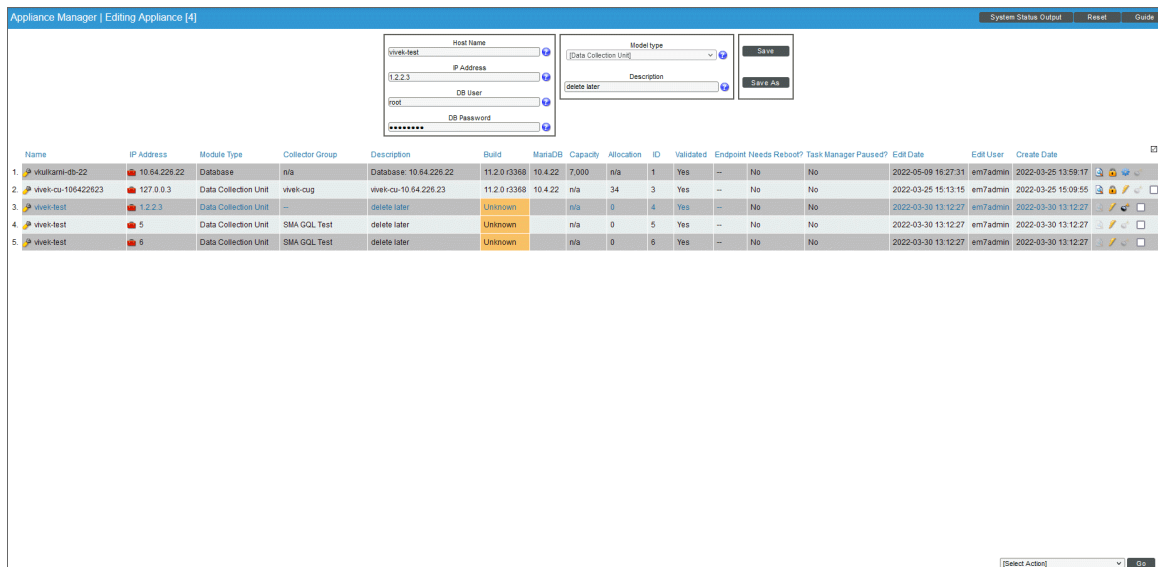 Appliance Manager | Editing Appliance [4]
System Status Output Reset Guide
Host Name
vivek-test
IP Address
1.2.2.3
DB User
root
DB Password
••••••••
Model type
[Data Collection Unit]
Description
delete later
Save
Save As
Name IP Address Module Type Collector Group Description Build MariaDB Capacity Allocation ID Validated Endpoint Needs Reboot? Task Manager Paused? Edit Date Edit User Create Date
1. vkulkarni-db-22 10.64.226.22 Database n/a Database: 10.64.226.22 11.2.0 r3368 10.4.22 7,000 n/a 1 Yes -- No No 2022-05-09 16:27:31 em7admin 2022-03-25 13:59:17
2. vivek-cu-106422623 127.0.0.3 Data Collection Unit vivek-cug vivek-cu-10.64.226.23 11.2.0 r3368 10.4.22 n/a 34 3 Yes -- No No 2022-03-25 15:13:15 em7admin 2022-03-25 15:09:55
3. vivek-test 1.2.2.3 Data Collection Unit -- delete later Unknown n/a 0 4 Yes -- No No 2022-03-30 13:12:27 em7admin 2022-03-30 13:12:27
4. vivek-test 5 Data Collection Unit SMA GQL Test delete later Unknown n/a 0 5 Yes -- No No 2022-03-30 13:12:27 em7admin 2022-03-30 13:12:27
5. vivek-test 6 Data Collection Unit SMA GQL Test delete later Unknown n/a 0 6 Yes -- No No 2022-03-30 13:12:27 em7admin 2022-03-30 13:12:27
[Select Action] Go